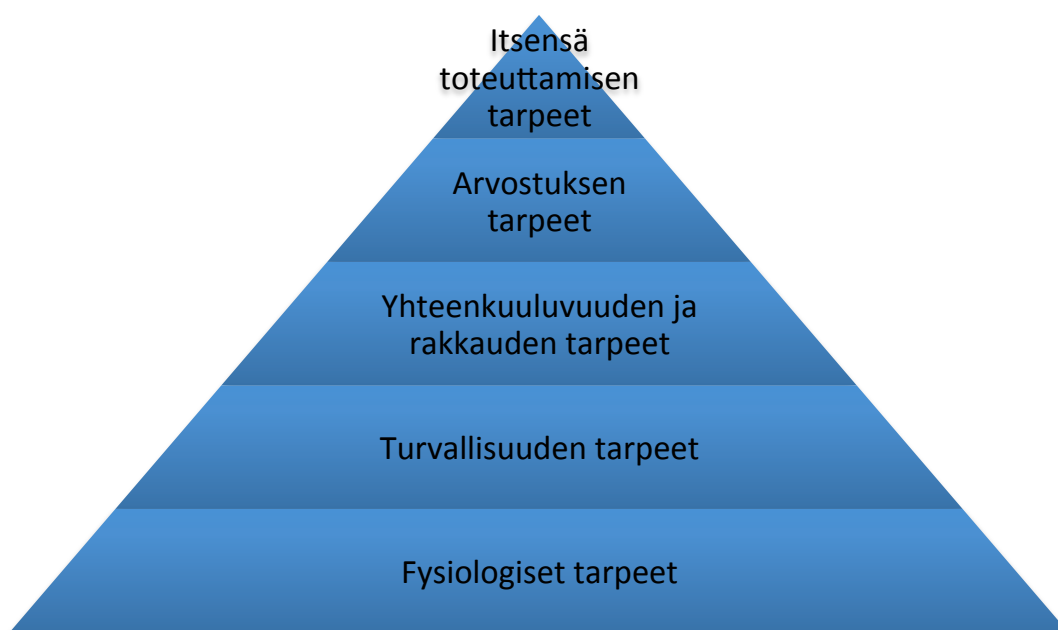 Itsensä
toteuttamisen
tarpeet
Arvostuksen
tarpeet
Yhteenkuuluvuuden ja
rakkauden tarpeet
Turvallisuuden tarpeet
Fysiologiset tarpeet